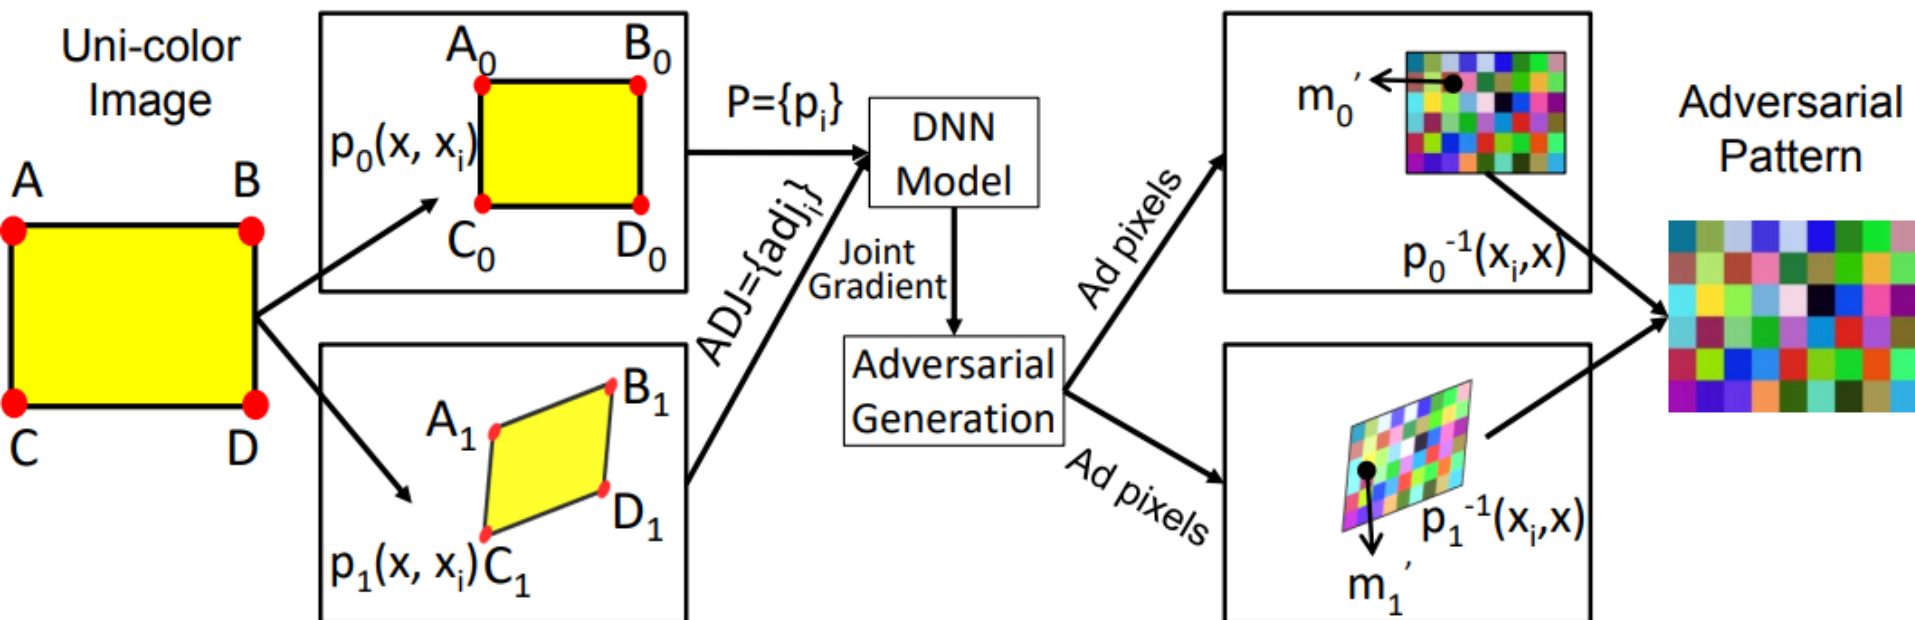 Uni-color
Image
A
B
C
D
A₀
B₀
p₀(x, xᵢ)
C₀
D₀
A₁
B₁
D₁
p₁(x, xᵢ)
C₁
P={pᵢ}
ADJ={adjᵢ}
DNN
Model
Joint
Gradient
Adversarial
Generation
Ad pixels
Ad pixels
m₀′
p₀⁻¹(xᵢ,x)
p₁⁻¹(xᵢ,x)
m₁′
Adversarial
Pattern